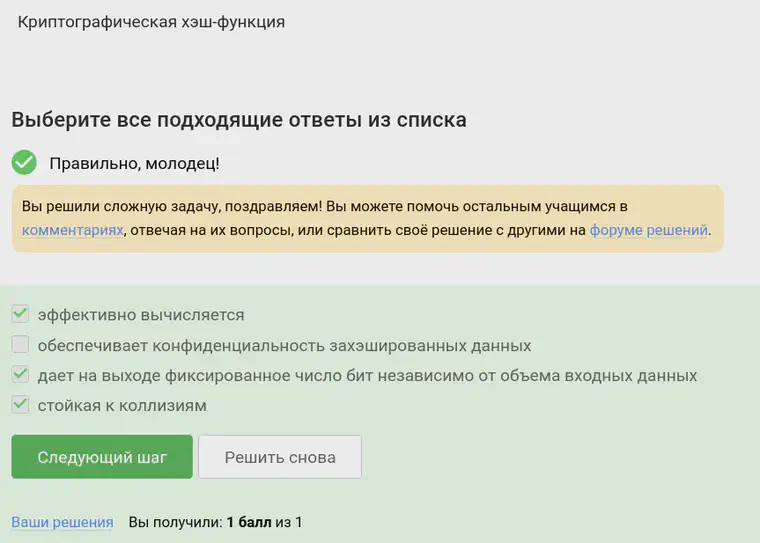 Криптографическая хэш-функция
Выберите все подходящие ответы из списка
Правильно, молодец!
Вы решили сложную задачу, поздравляем! Вы можете помочь остальным учащимся в
комментариях, отвечая на их вопросы, или сравнить своё решение с другими на форуме решений.
эффективно вычисляется
обеспечивает конфиденциальность захэшированных данных
дает на выходе фиксированное число бит независимо от объема входных данных
стойкая к коллизиям
Следующий шаг Решить снова
Ваши решения Вы получили: 1 балл из 1